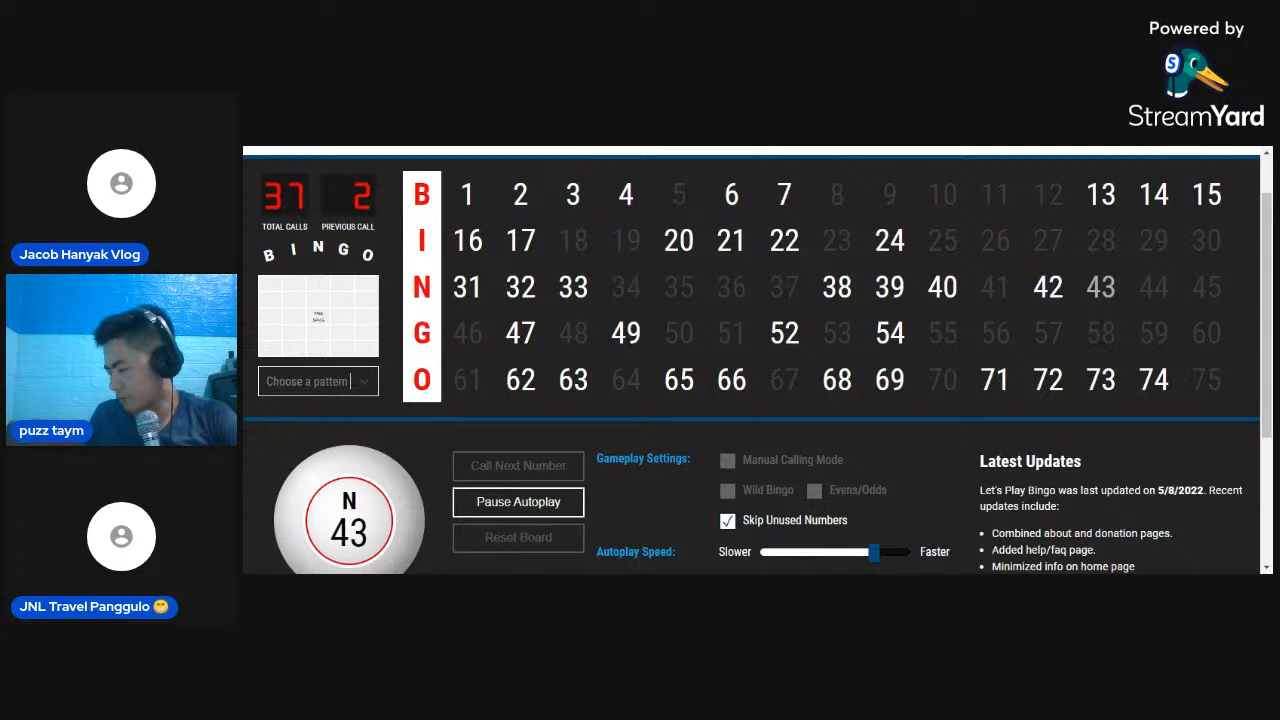 Powered by
S
StreamYard
Jacob Hanyak Vlog
puzz taym
JNL Travel Panggulo 😁
37 2
TOTAL CALLS PREVIOUS CALL
B I N G O
FREE
SPACE
Choose a pattern
B 1 2 3 4 5 6 7 8 9 10 11 12 13 14 15
I 16 17 18 19 20 21 22 23 24 25 26 27 28 29 30
N 31 32 33 34 35 36 37 38 39 40 41 42 43 44 45
G 46 47 48 49 50 51 52 53 54 55 56 57 58 59 60
O 61 62 63 64 65 66 67 68 69 70 71 72 73 74 75
N
43
Call Next Number
Pause Autoplay
Reset Board
Gameplay Settings:
Manual Calling Mode
Wild Bingo Evens/Odds
Skip Unused Numbers
Autoplay Speed: Slower Faster
Latest Updates
Let's Play Bingo was last updated on 5/8/2022. Recent
updates include:
• Combined about and donation pages.
• Added help/faq page.
• Minimized info on home page